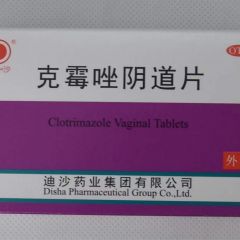 克霉唑阴道片
Clotrimazole Vaginal Tablets
外
迪沙药业集团有限公司
Disha Pharmaceutical Group Co.,Ltd.